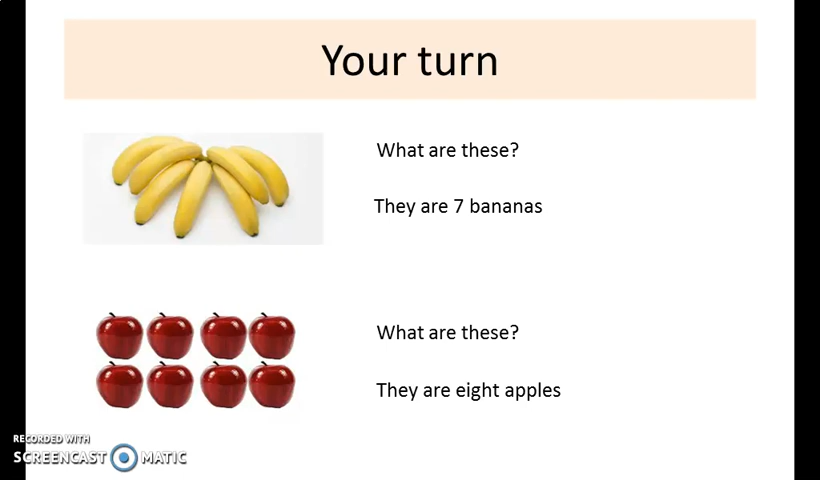 Your turn
What are these?
They are 7 bananas
What are these?
They are eight apples
RECORDED WITH
SCREENCAST MATIC